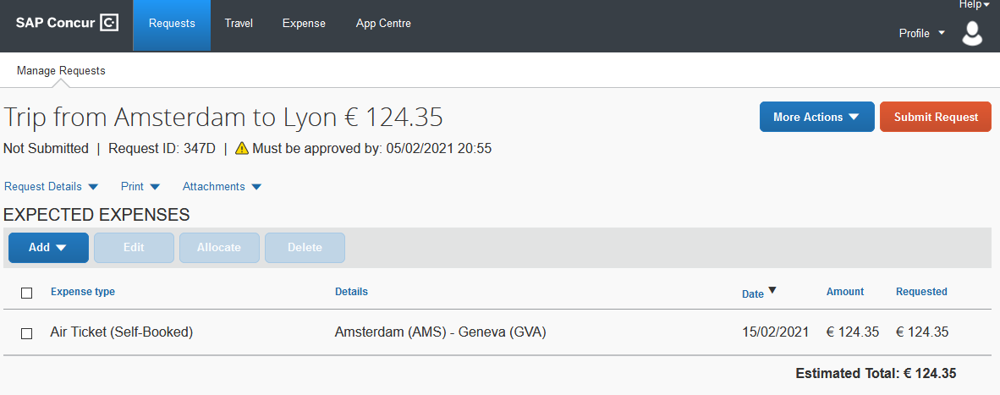 Help
SAP Concur C Requests Travel Expense App Centre
Profile
Manage Requests
Trip from Amsterdam to Lyon € 124.35
More Actions Submit Request
Not Submitted | Request ID: 347D | Must be approved by: 05/02/2021 20:55
Request Details Print Attachments
EXPECTED EXPENSES
Add Edit Allocate Delete
Expense type Details Date Amount Requested
Air Ticket (Self-Booked) Amsterdam (AMS) - Geneva (GVA) 15/02/2021 € 124.35 € 124.35
Estimated Total: € 124.35